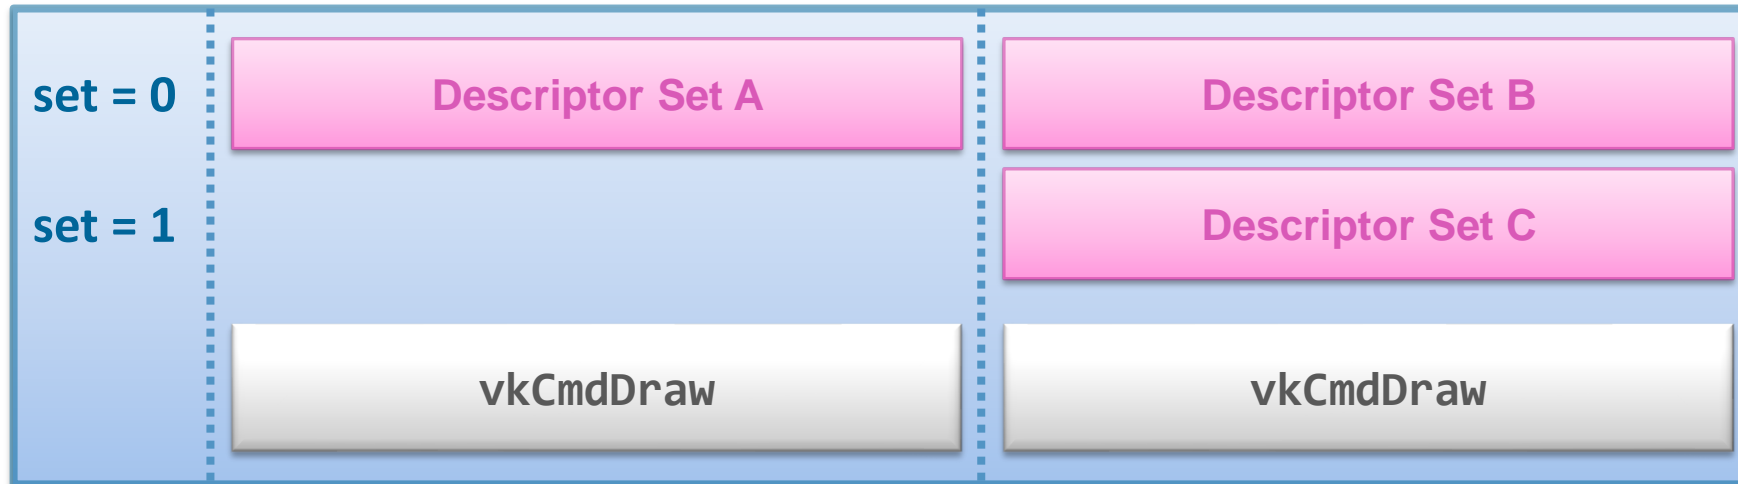 set = 0
Descriptor Set A
Descriptor Set B
set = 1
Descriptor Set C
vkCmdDraw
vkCmdDraw